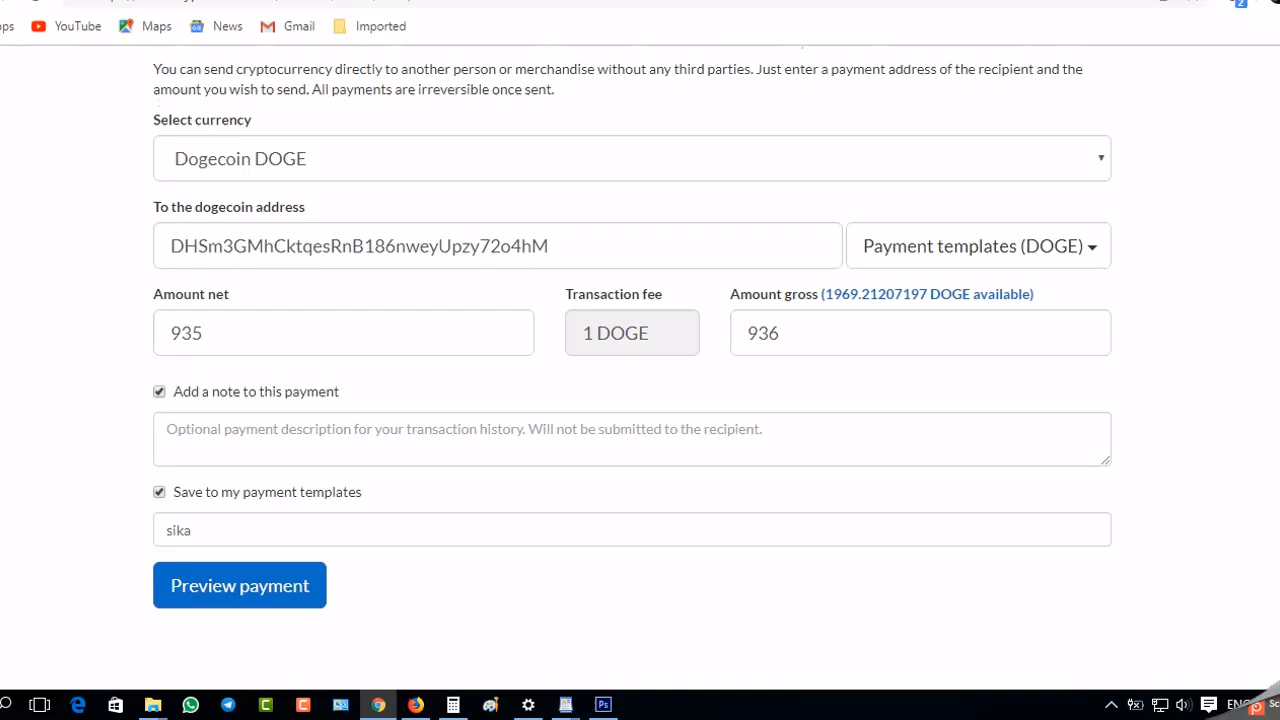 YouTube Maps News Gmail Imported
You can send cryptocurrency directly to another person or merchandise without any third parties. Just enter a payment address of the recipient and the
amount you wish to send. All payments are irreversible once sent.
Select currency
Dogecoin DOGE
To the dogecoin address
DHSm3GMhCktqesRnB186nweyUpzy72o4hM Payment templates (DOGE)
Amount net Transaction fee Amount gross (1969.21207197 DOGE available)
935 1 DOGE 936
Add a note to this payment
Optional payment description for your transaction history. Will not be submitted to the recipient.
Save to my payment templates
sika
Preview payment